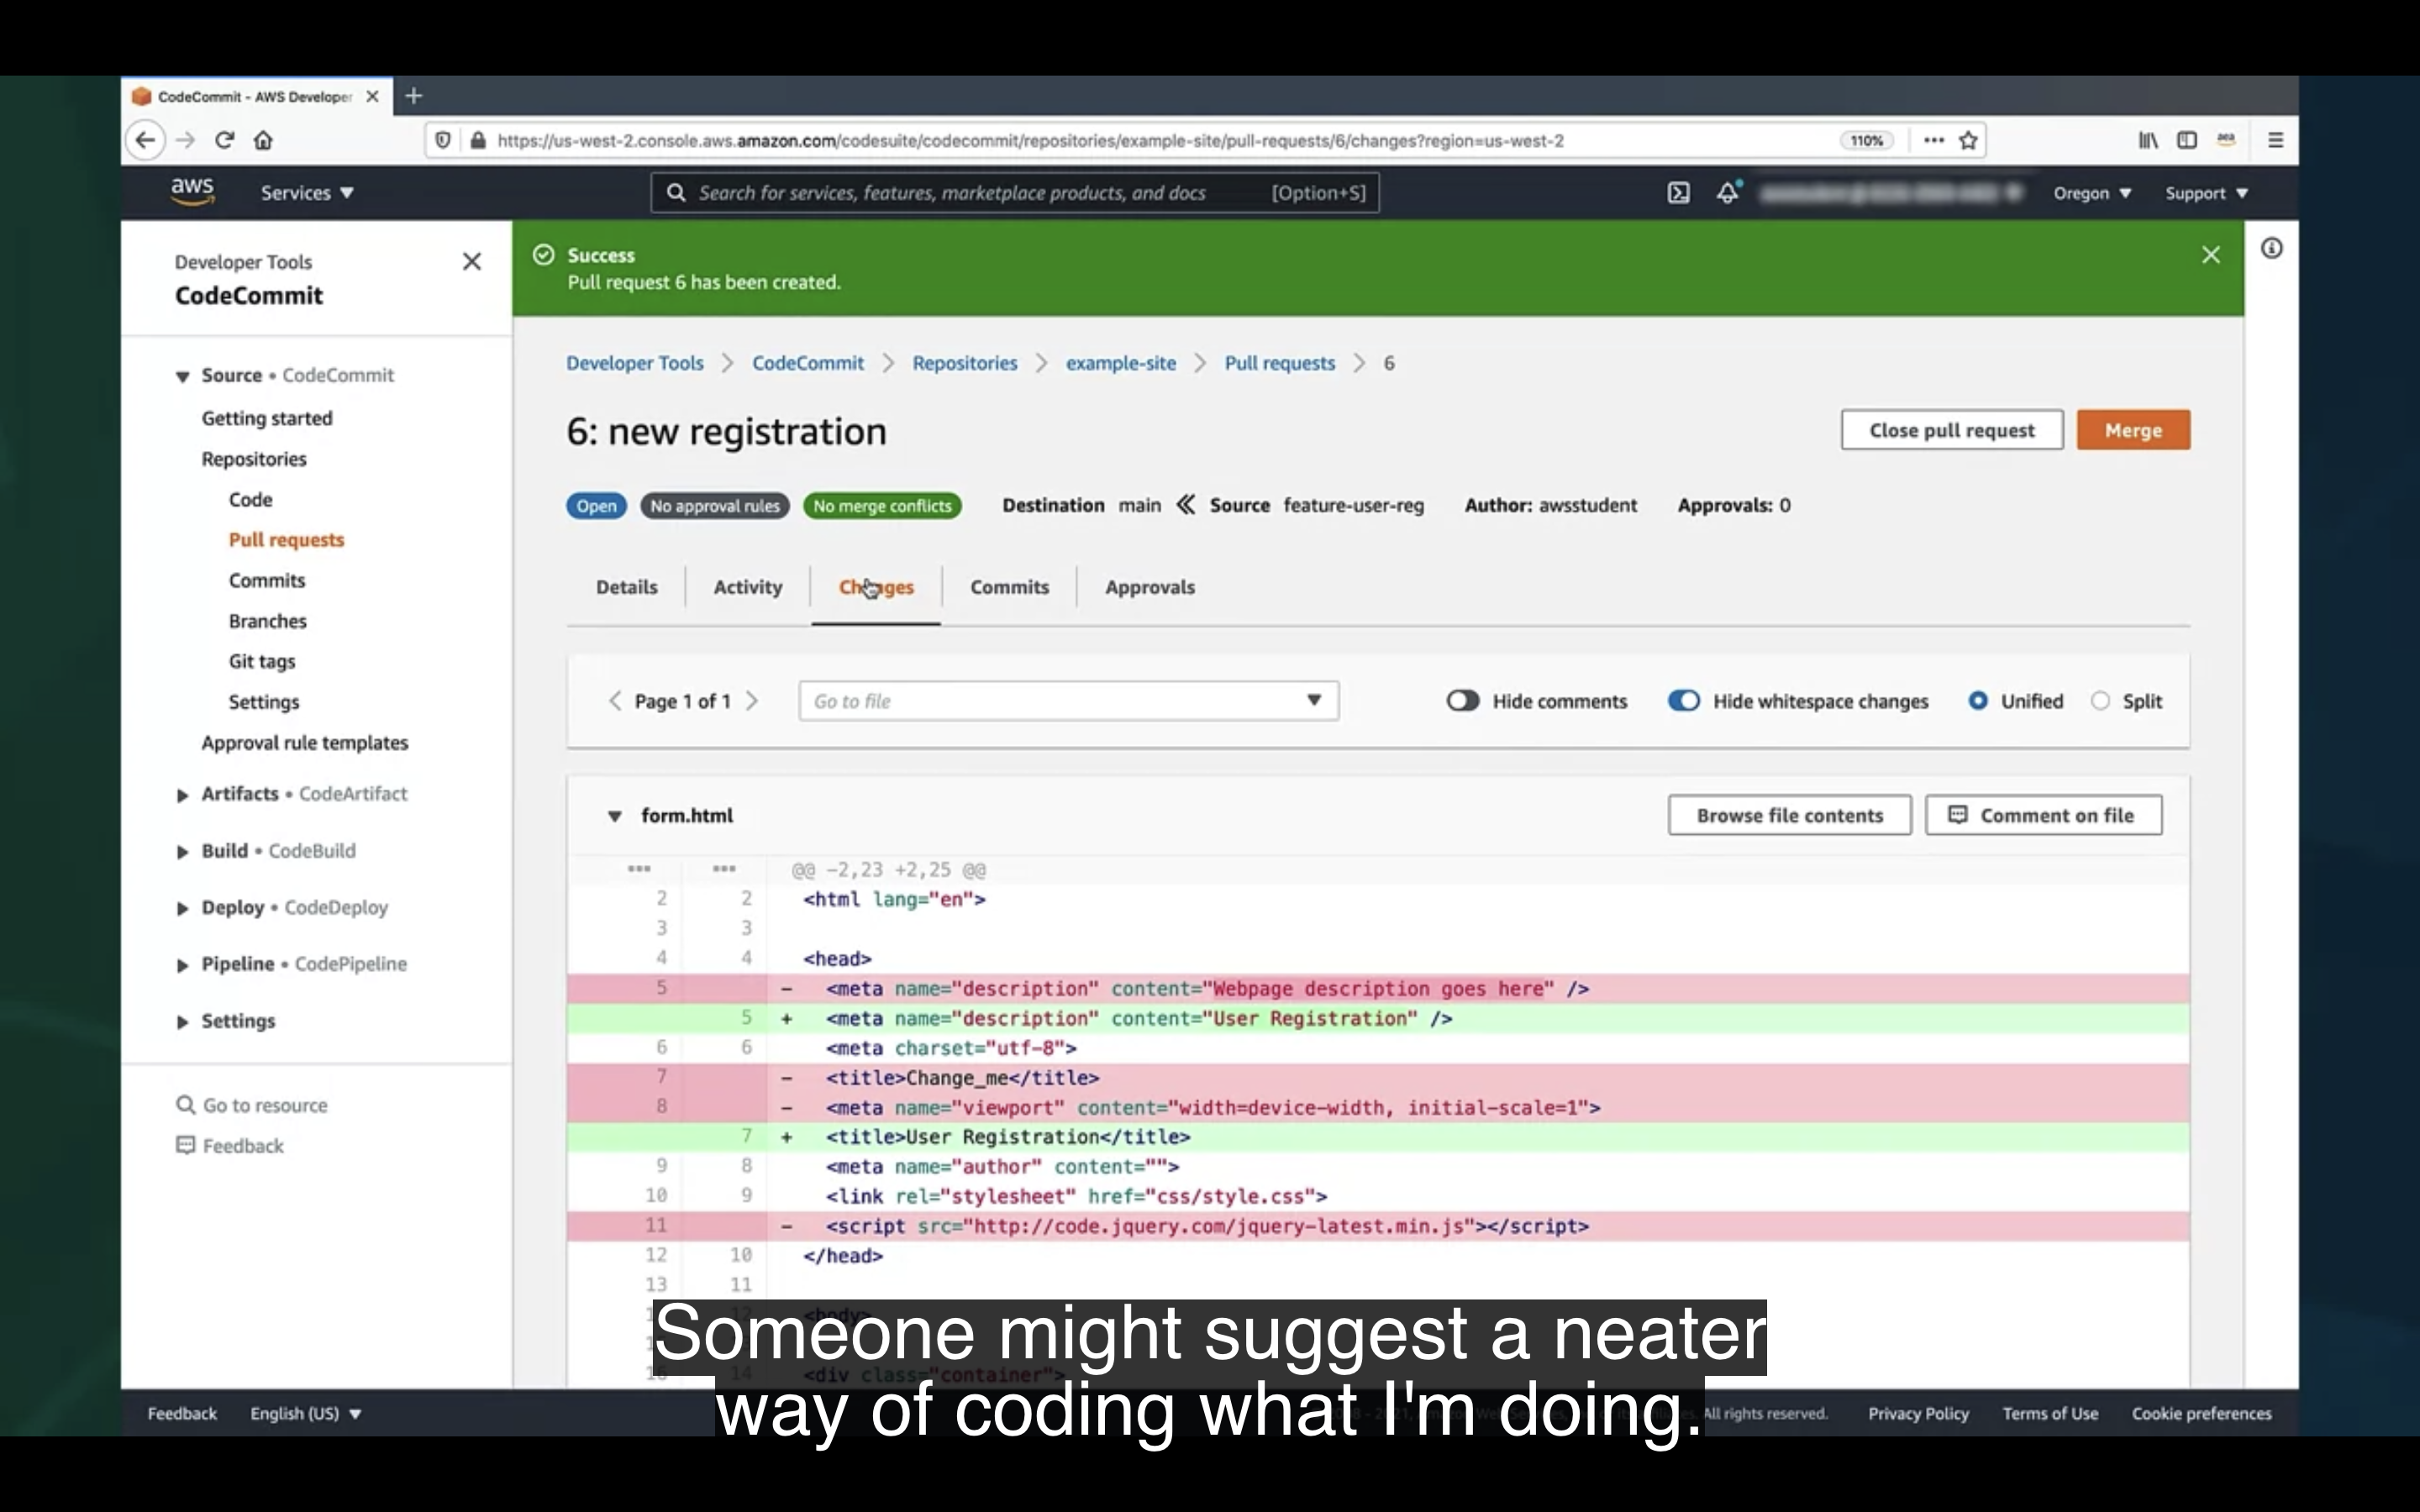 CodeCommit - AWS Developer
https://us-west-2.console.aws.amazon.com/codesuite/codecommit/repositories/example-site/pull-requests/6/changes?region=us-west-2
110%
aws
Services
Search for services, features, marketplace products, and docs
[Option+S]
Oregon
Support
Developer Tools
CodeCommit
Source • CodeCommit
Getting started
Repositories
Code
Pull requests
Commits
Branches
Git tags
Settings
Approval rule templates
Artifacts • CodeArtifact
Build • CodeBuild
Deploy • CodeDeploy
Pipeline • CodePipeline
Settings
Go to resource
Feedback
Success
Pull request 6 has been created.
Developer Tools > CodeCommit > Repositories > example-site > Pull requests > 6
6: new registration
Close pull request
Merge
Open
No approval rules
No merge conflicts
Destination main
Source feature-user-reg
Author: awsstudent
Approvals: 0
Details
Activity
Changes
Commits
Approvals
Page 1 of 1
Go to file
Hide comments
Hide whitespace changes
Unified
Split
form.html
Browse file contents
Comment on file
@@ -2,23 +2,25 @@
2 2 <html lang="en">
3 3
4 4 <head>
5 - <meta name="description" content="Webpage description goes here" />
5 + <meta name="description" content="User Registration" />
6 6 <meta charset="utf-8">
7 - <title>Change_me</title>
8 - <meta name="viewport" content="width=device-width, initial-scale=1">
7 + <title>User Registration</title>
9 8 <meta name="author" content="">
10 9 <link rel="stylesheet" href="css/style.css">
11 - <script src="http://code.jquery.com/jquery-latest.min.js"></script>
12 10 </head>
13 11
12 <body>
16 14 <div class="container">
Someone might suggest a neater
way of coding what I'm doing.
Feedback
English (US)
All rights reserved.
Privacy Policy
Terms of Use
Cookie preferences